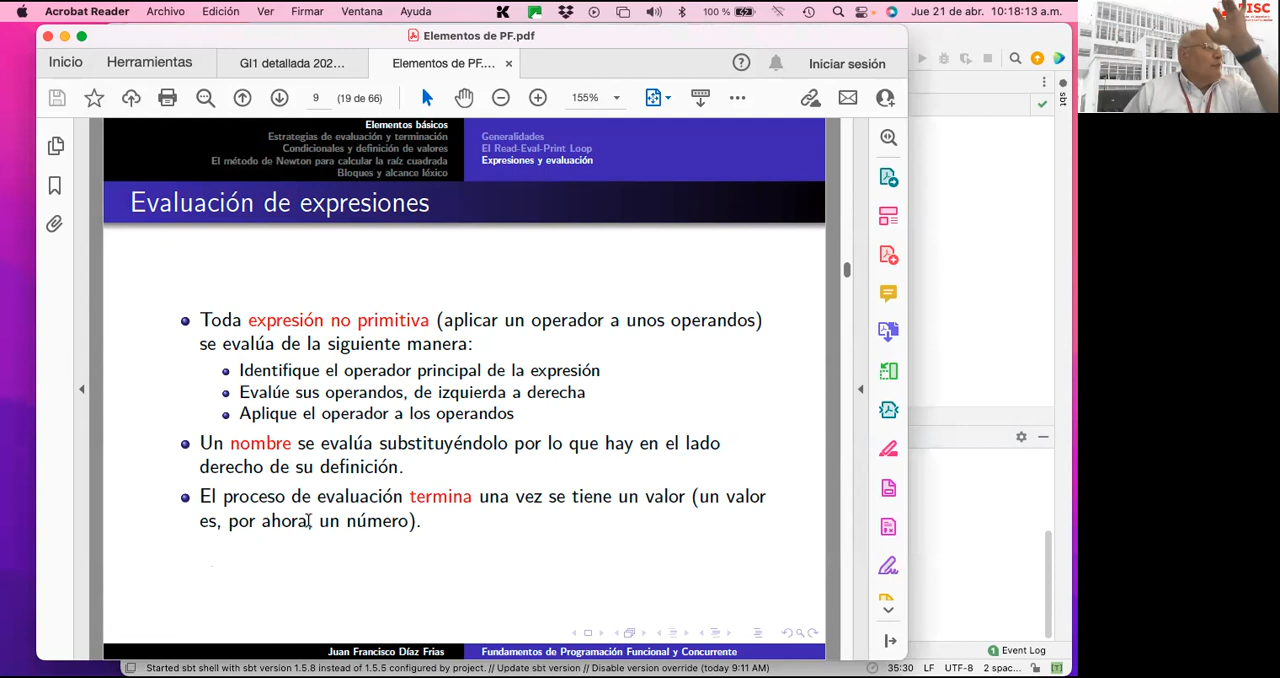 Acrobat Reader Archivo Edición Ver Firmar Ventana Ayuda 100 % Jue 21 de abr. 10:18:13 a.m.
Elementos de PF.pdf
Inicio Herramientas GI1 detallada 202... Elementos de PF.... × Iniciar sesión
9 (19 de 66) 155%
Elementos básicos
Estrategias de evaluación y terminación
Condicionales y definición de valores
El método de Newton para calcular la raíz cuadrada
Bloques y alcance léxico
Generalidades
El Read-Eval-Print Loop
Expresiones y evaluación
Evaluación de expresiones
Toda expresión no primitiva (aplicar un operador a unos operandos)
se evalúa de la siguiente manera:
Identifique el operador principal de la expresión
Evalúe sus operandos, de izquierda a derecha
Aplique el operador a los operandos
Un nombre se evalúa substituyéndolo por lo que hay en el lado
derecho de su definición.
El proceso de evaluación termina una vez se tiene un valor (un valor
es, por ahora, un número).
Juan Francisco Díaz Frias Fundamentos de Programación Funcional y Concurrente
sbt
1 Event Log
Started sbt shell with sbt version 1.5.8 instead of 1.5.5 configured by project. // Update sbt version // Disable version override (today 9:11 AM) 35:30 LF UTF-8 2 spac...